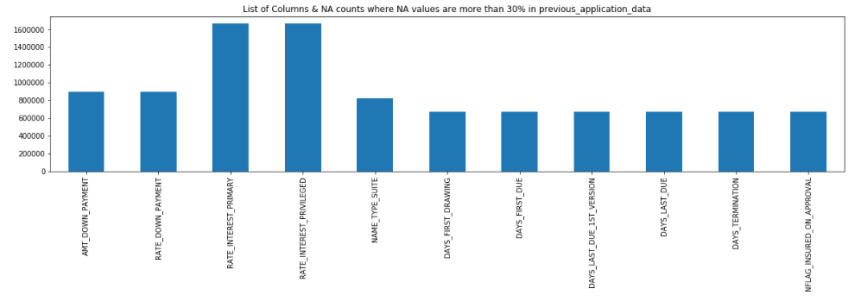 List of Columns & NA counts where NA values are more than 30% in previous_application_data
1600000
1400000
1200000
1000000
800000
600000
400000
200000
0
AMT_DOWN_PAYMENT
RATE_DOWN_PAYMENT
RATE_INTEREST_PRIMARY
RATE_INTEREST_PRIVILEGED
NAME_TYPE_SUITE
DAYS_FIRST_DRAWING
DAYS_FIRST_DUE
DAYS_LAST_DUE_1ST_VERSION
DAYS_LAST_DUE
DAYS_TERMINATION
NFLAG_INSURED_ON_APPROVAL